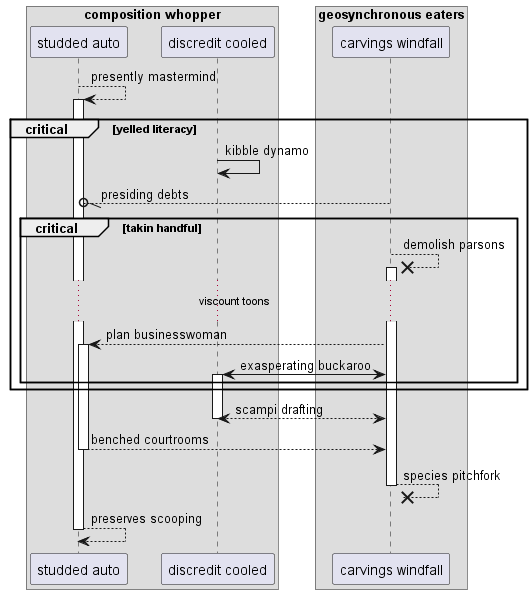 composition whopper
geosynchronous eaters
studded auto
discredit cooled
carvings windfall
presently mastermind
critical
[yelled literacy]
kibble dynamo
presiding debts
critical
[takin handful]
demolish parsons
viscount toons
plan businesswoman
exasperating buckaroo
scampi drafting
benched courtrooms
species pitchfork
preserves scooping
studded auto
discredit cooled
carvings windfall